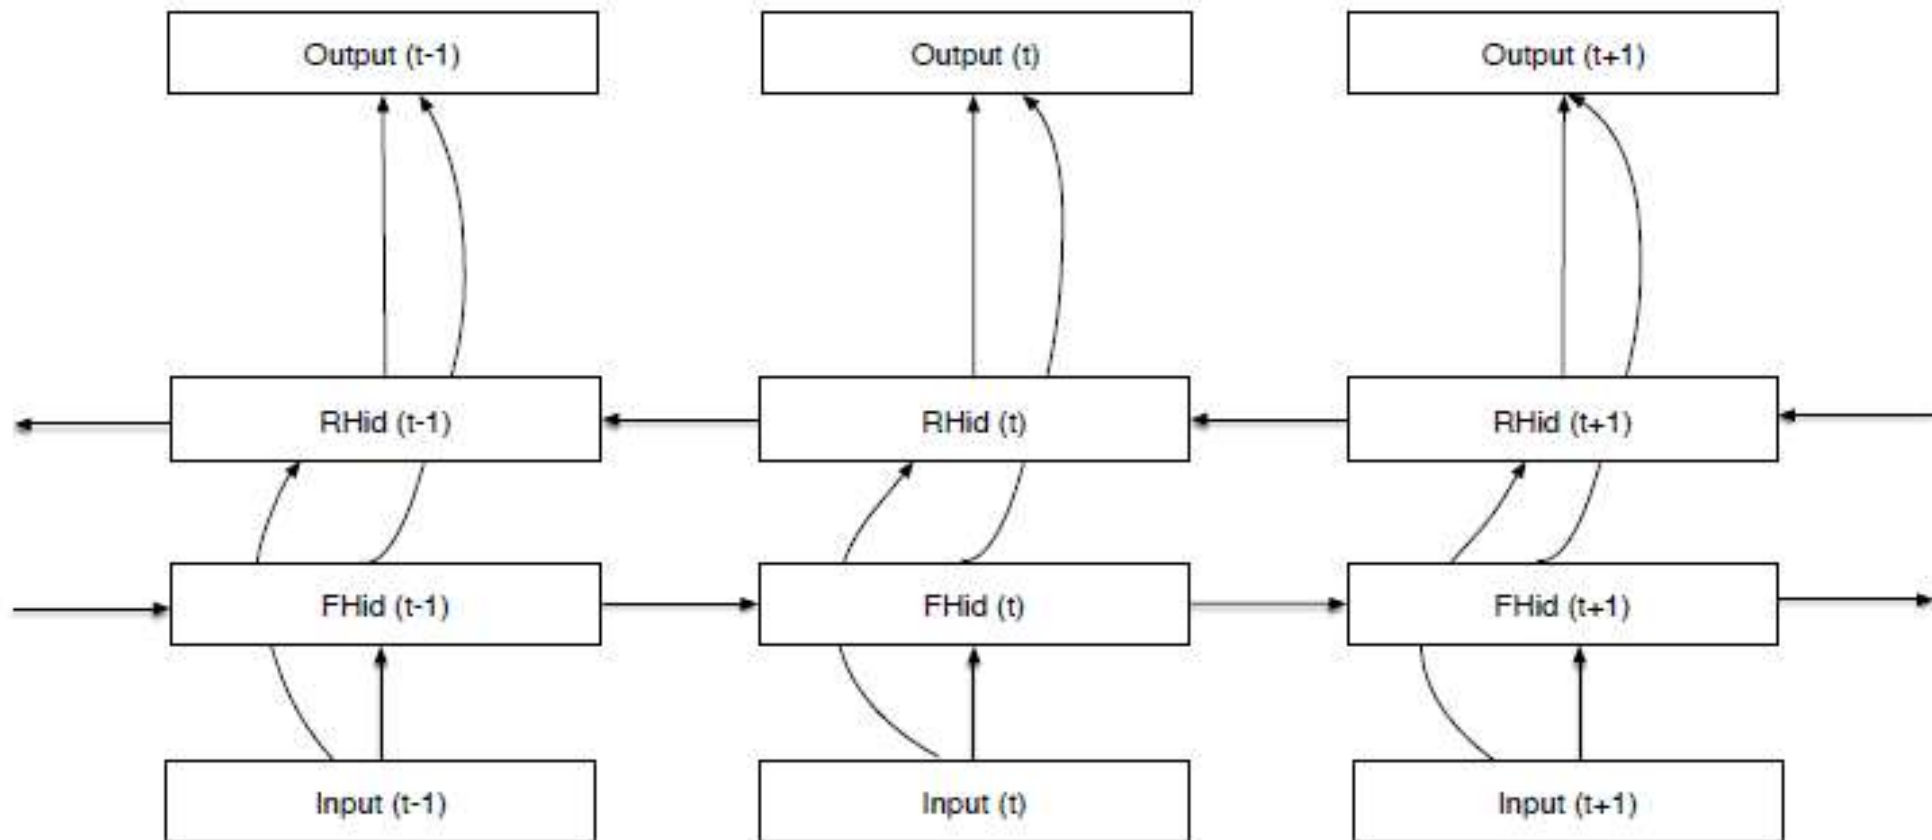 Output (t-1)
Output (t)
Output (t+1)
RHid (t-1)
RHid (t)
RHid (t+1)
FHid (t-1)
FHid (t)
FHid (t+1)
Input (t-1)
Input (t)
Input (t+1)